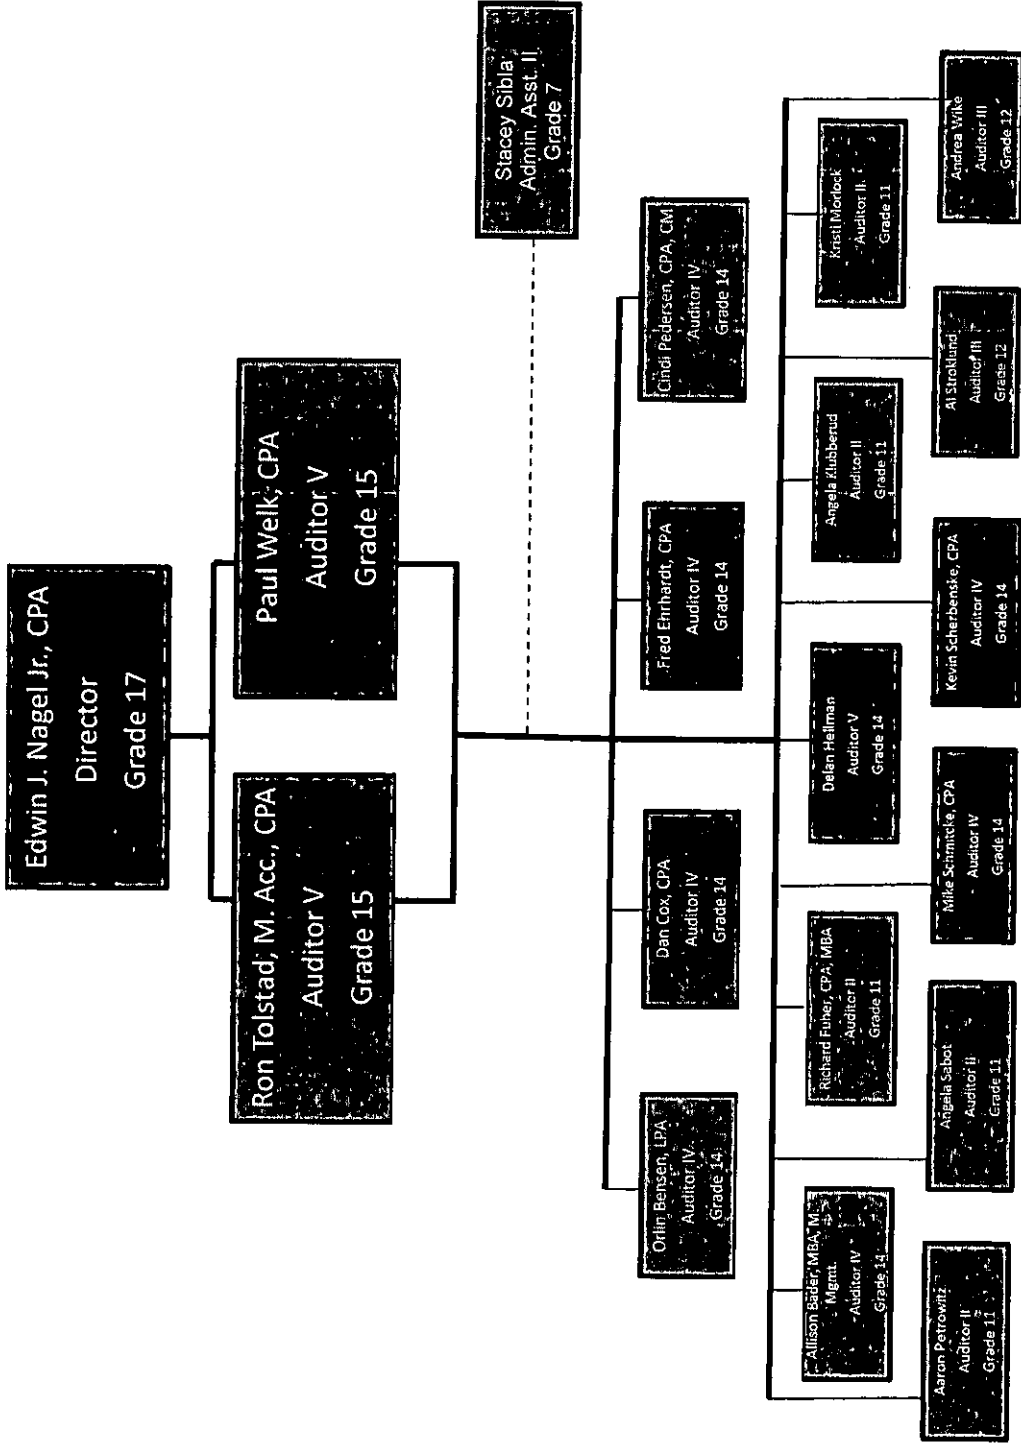 Edwin J. Nagel Jr., CPA
Director
Grade 17
Ron Tolstad, M. Acc., CPA
Auditor V
Grade 15
Paul Welk, CPA
Auditor V
Grade 15
Stacey Sibla
Admin. Asst. II
Grade 7
Orlin Bensen, LPA
Auditor IV
Grade 14
Dan Cox, CPA
Auditor IV
Grade 14
Fred Ehrhardt, CPA
Auditor IV
Grade 14
Cindi Pedersen, CPA, CM
Auditor IV
Grade 14
Allison Bader, MBA, M.
Mgmt.
Auditor IV
Grade 14
Richard Fuher, CPA, MBA
Auditor II
Grade 11
Delan Hellman
Auditor V
Grade 14
Angela Klubberud
Auditor II
Grade 11
Kristi Morlock
Auditor II
Grade 11
Aaron Petrowitz
Auditor II
Grade 11
Angela Sabot
Auditor II
Grade 11
Mike Schmitcke, CPA
Auditor IV
Grade 14
Kevin Scherbenske, CPA
Auditor IV
Grade 14
Al Stroklund
Auditor III
Grade 12
Andrea Wike
Auditor III
Grade 12